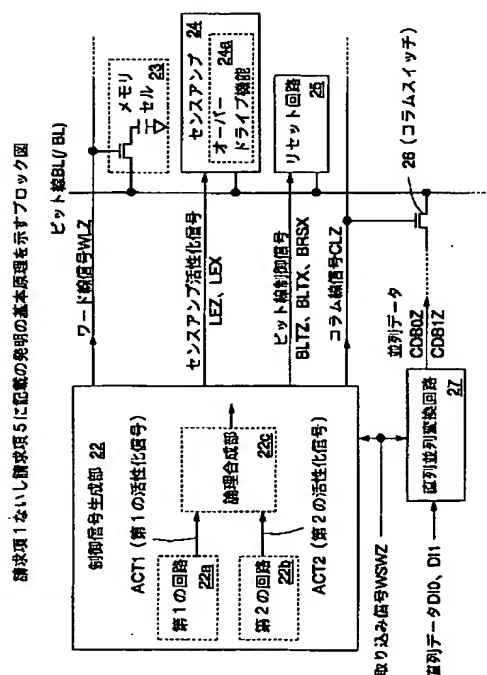 請求項1ないし請求項5に記載の発明の基本原理を示すブロック図
ビット線BL(/BL)
ワード線信号WLZ
メモリ
セル
23
制御信号生成部 22
センスアンプ活性化信号
LEZ、LEX
センスアンプ 24
オーバー 24a
ドライブ機能
ACT1(第1の活性化信号)
第1の回路
22a
論理合成部
22c
第2の回路
22b
ACT2(第2の活性化信号)
ビット線制御信号
BLTZ、BLTX、BRSX
リセット回路
25
コラム線信号CLZ
26(コラムスイッチ)
取り込み信号WSWZ
並列データ
CDB0Z
CDB1Z
直列並列変換回路
27
直列データDI0、DI1